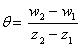 θ = (w₂ − w₁) / (z₂ − z₁)